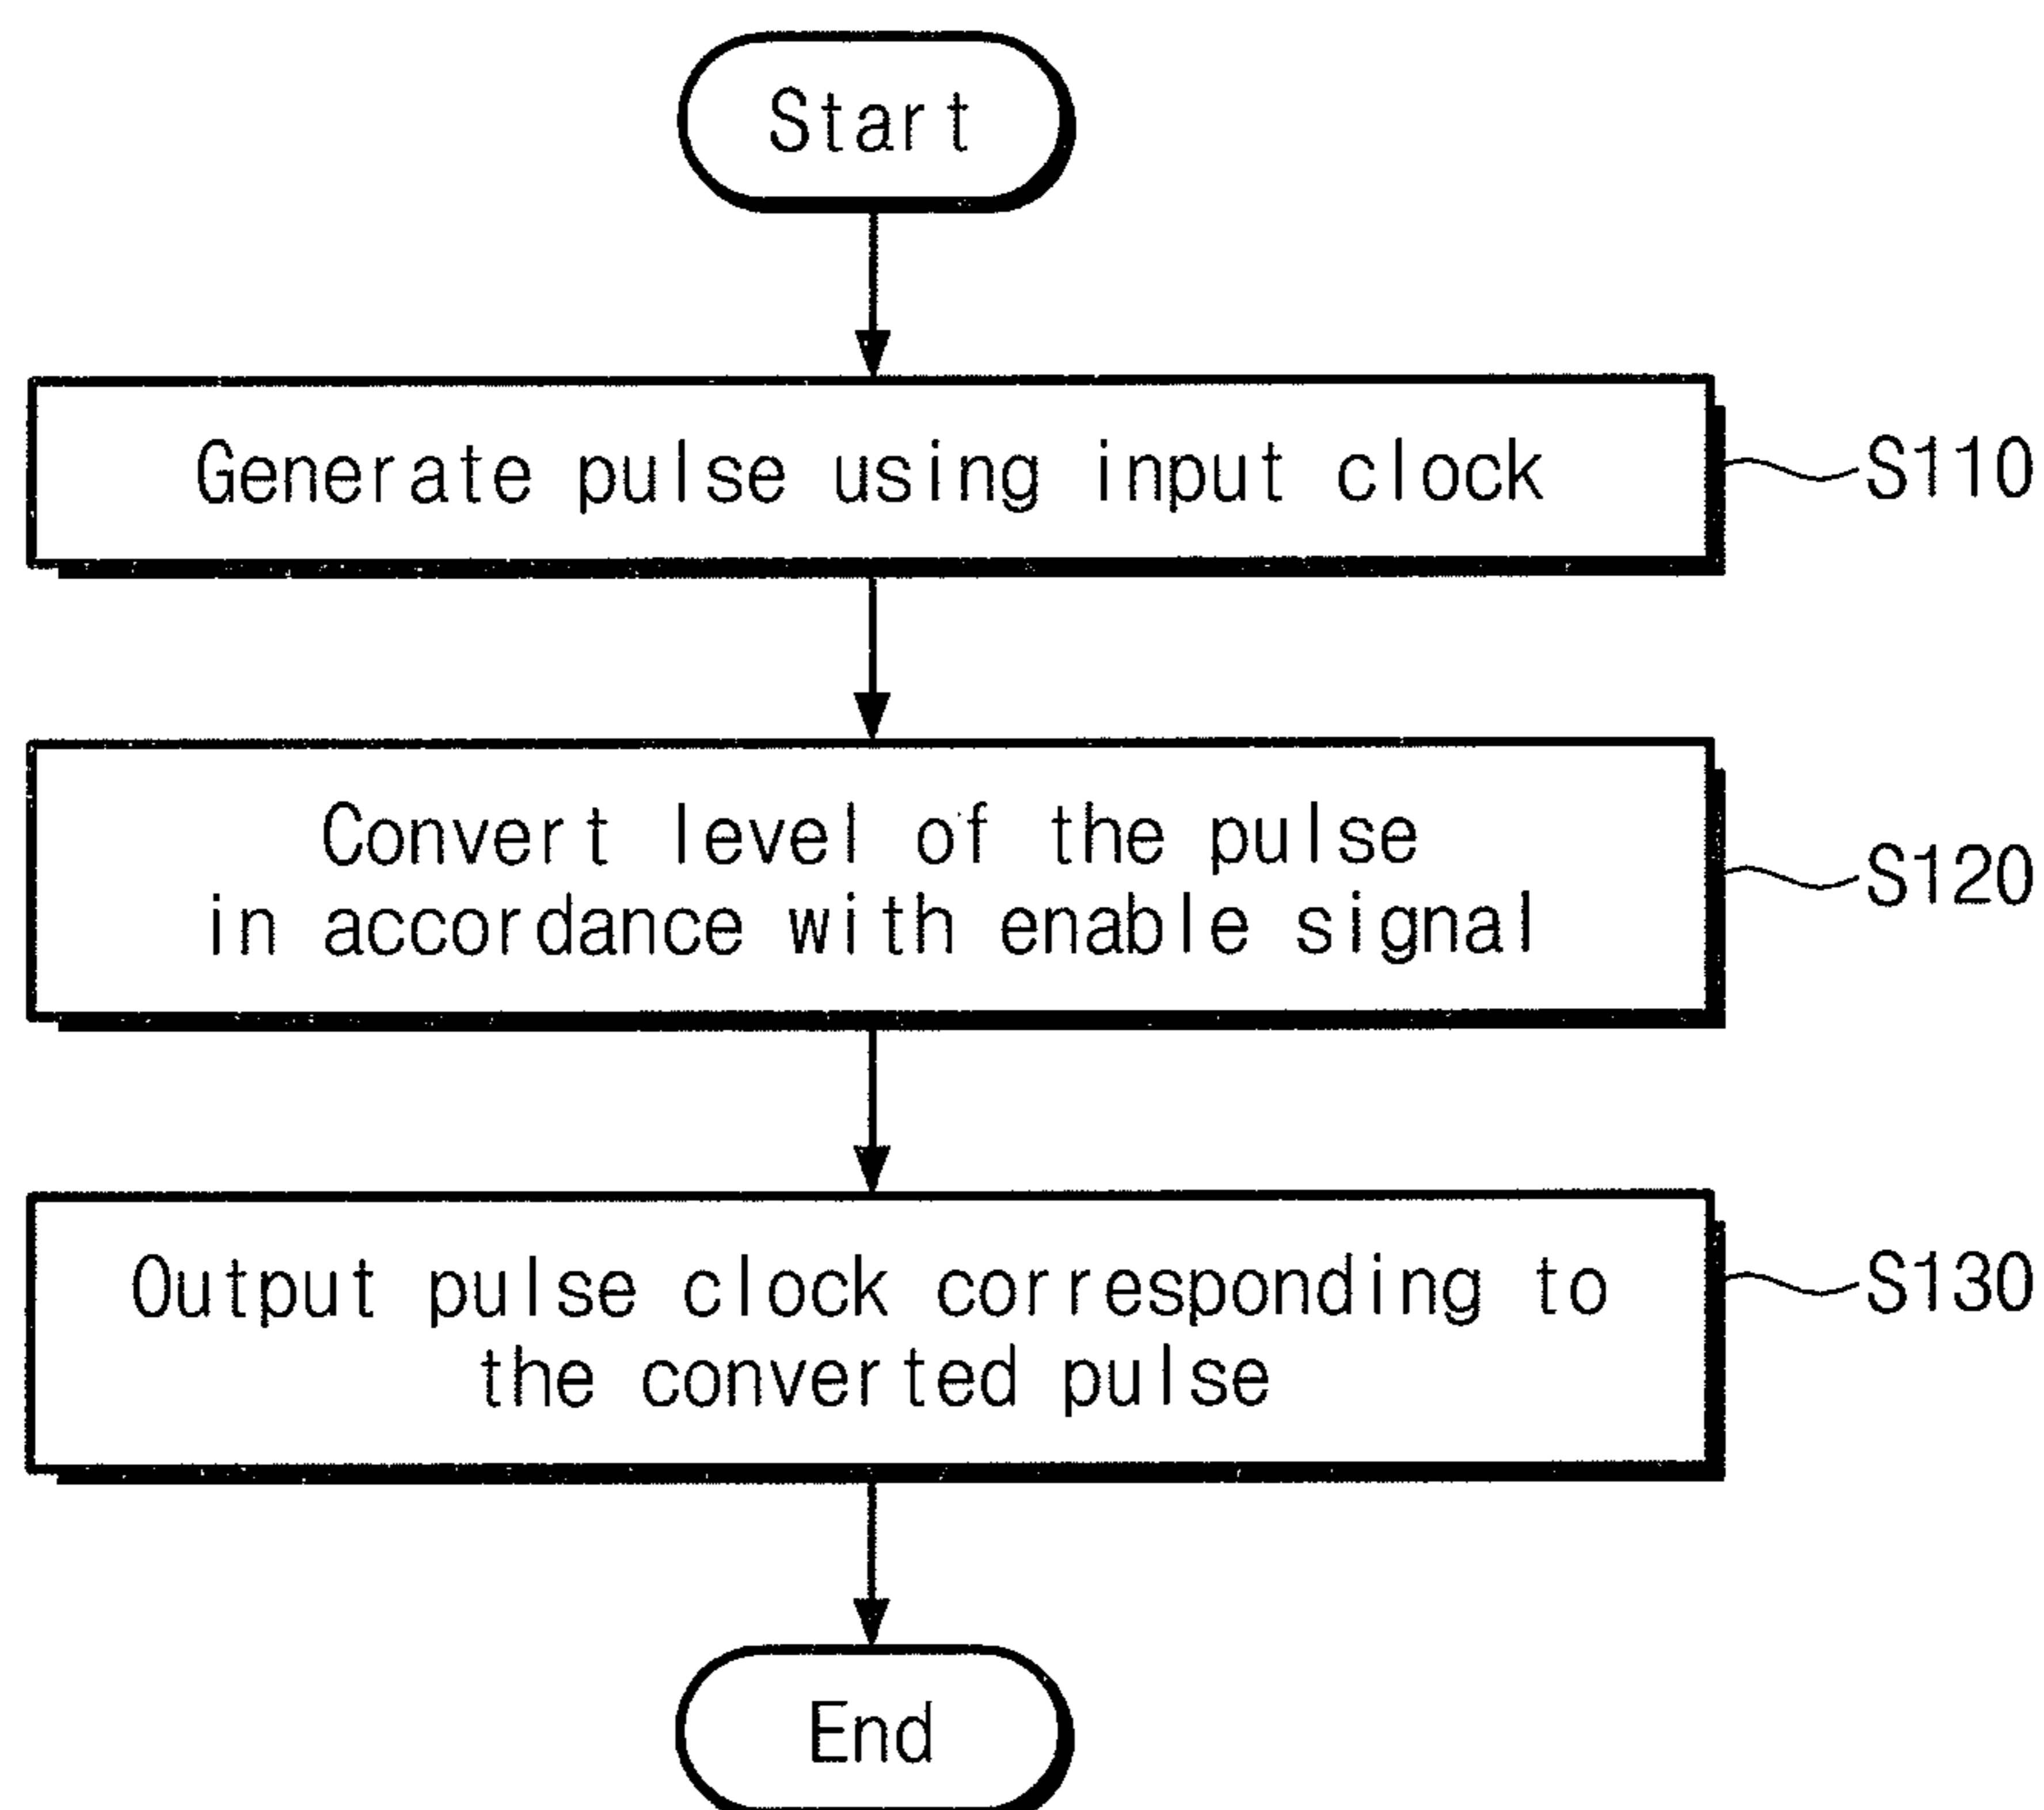 Start
Generate pulse using input clock
S110
Convert level of the pulse
in accordance with enable signal
S120
Output pulse clock corresponding to
the converted pulse
S130
End